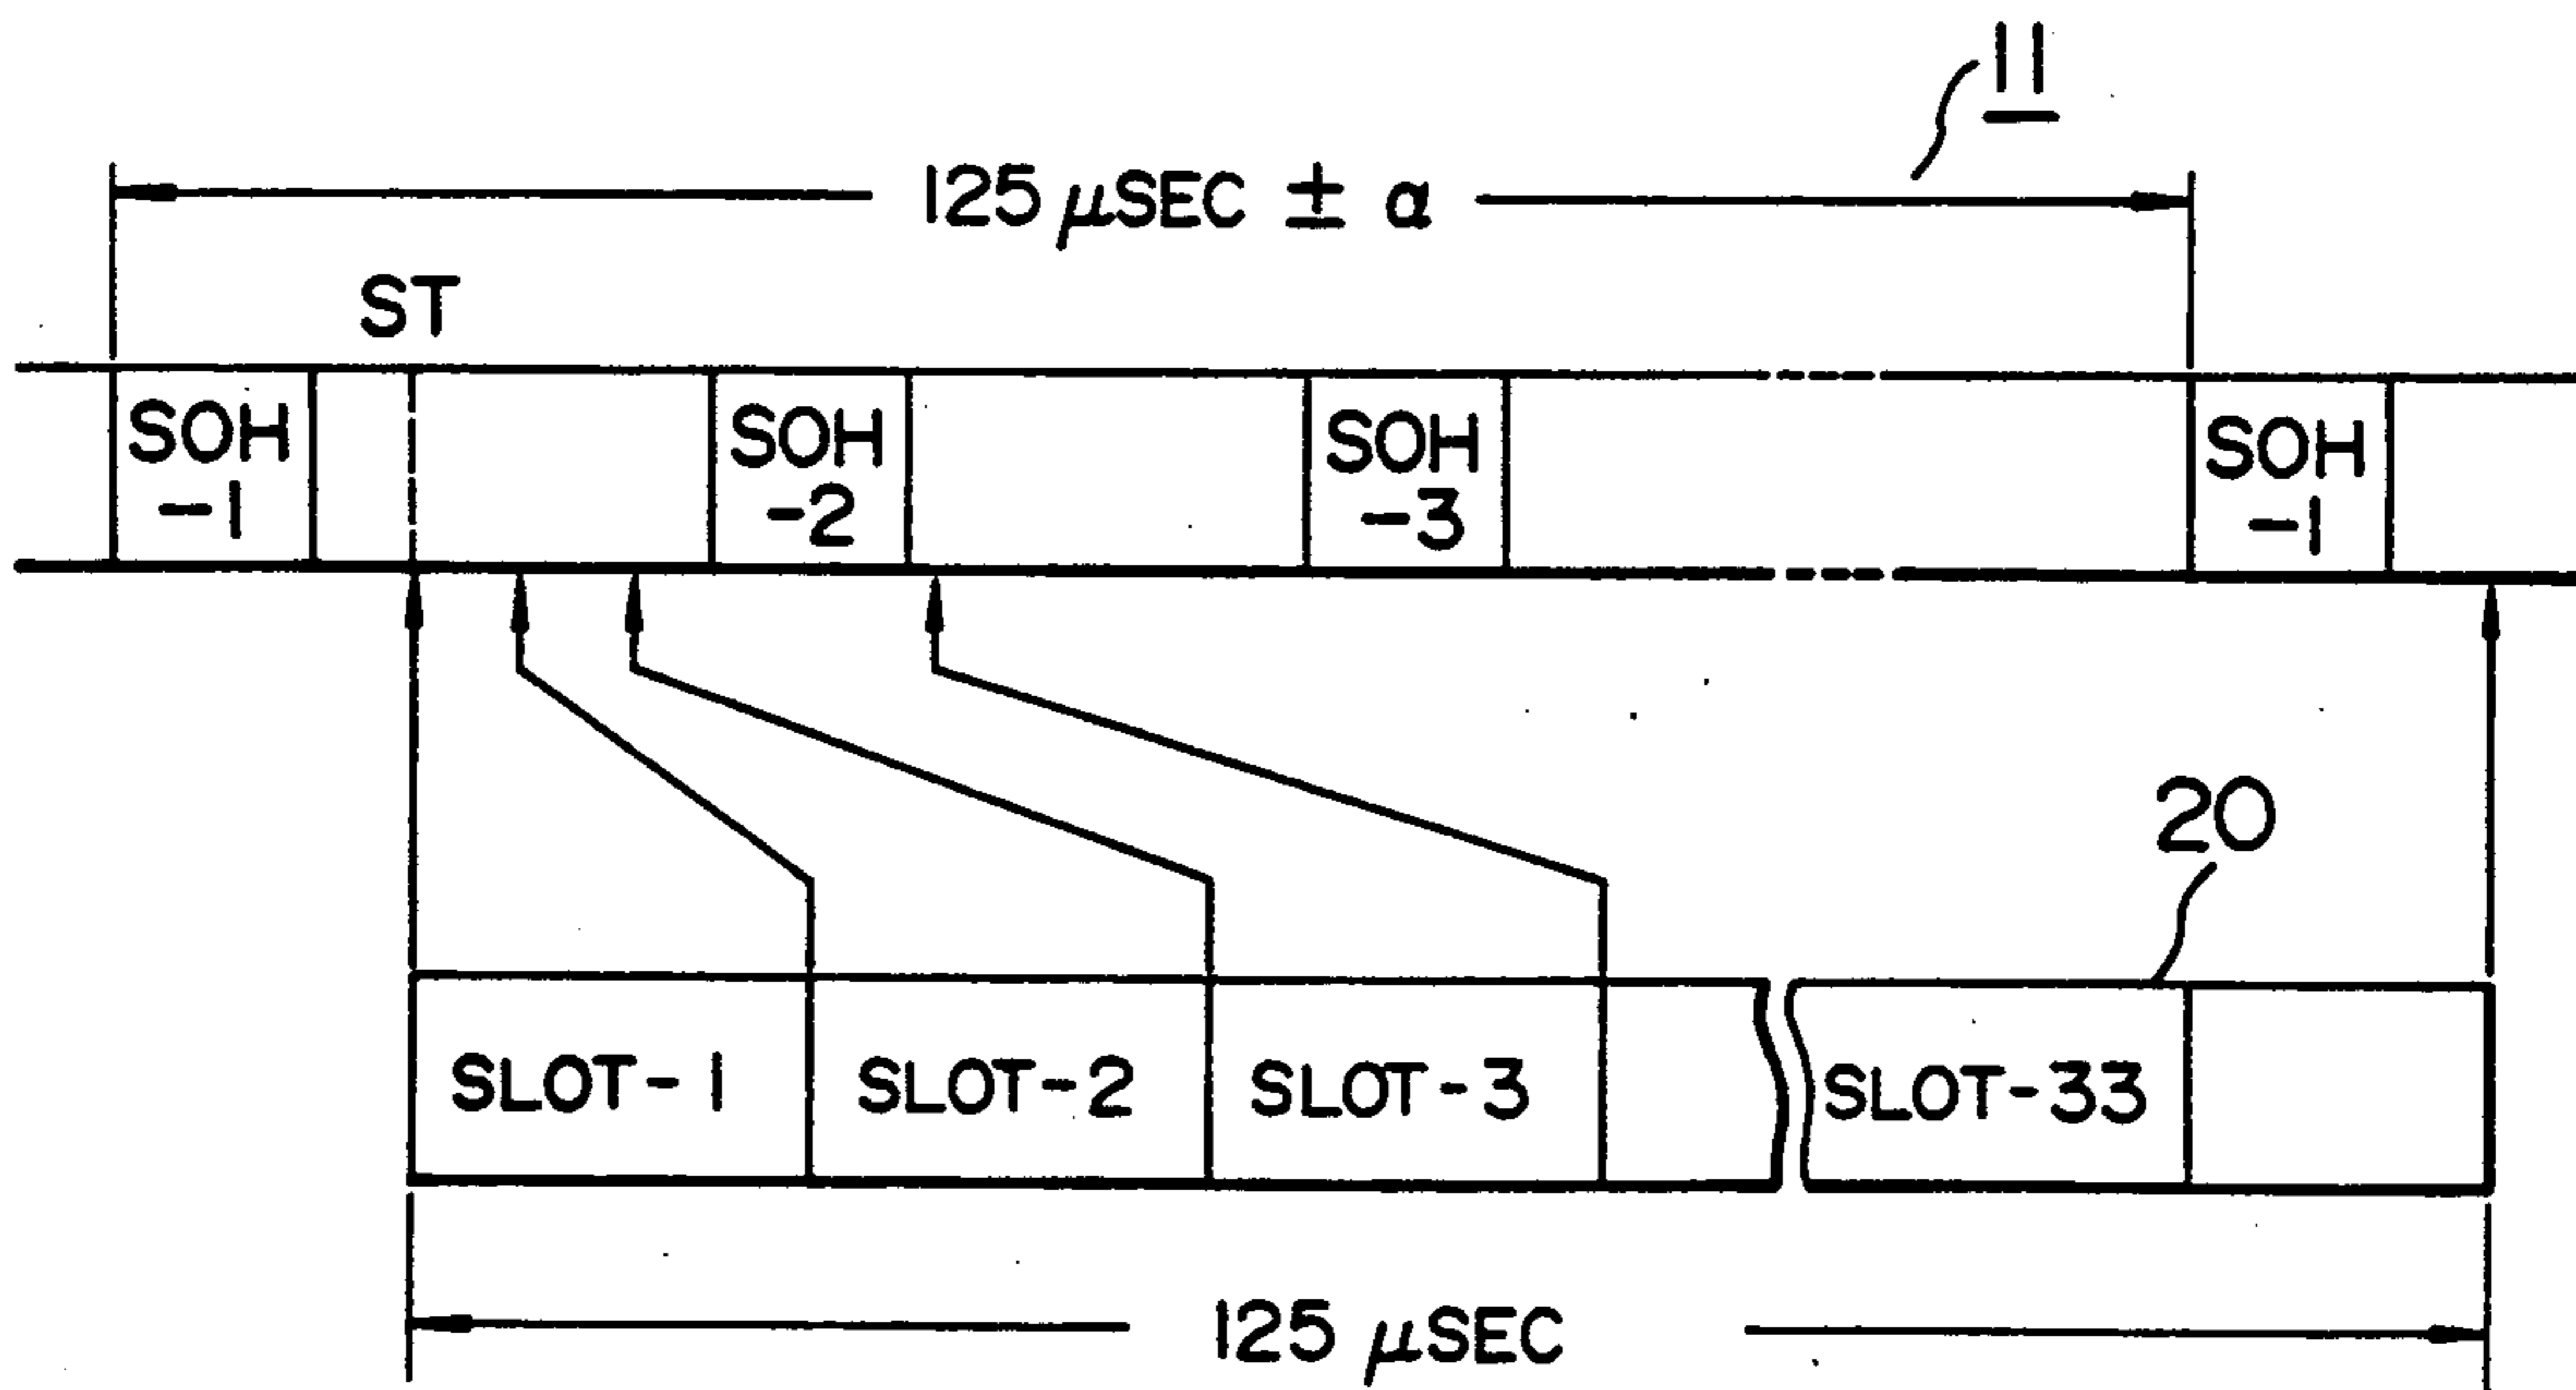 11
125 μSEC ± α
ST
SOH
-1
SOH
-2
SOH
-3
SOH
-1
20
SLOT-1
SLOT-2
SLOT-3
SLOT-33
125 μSEC